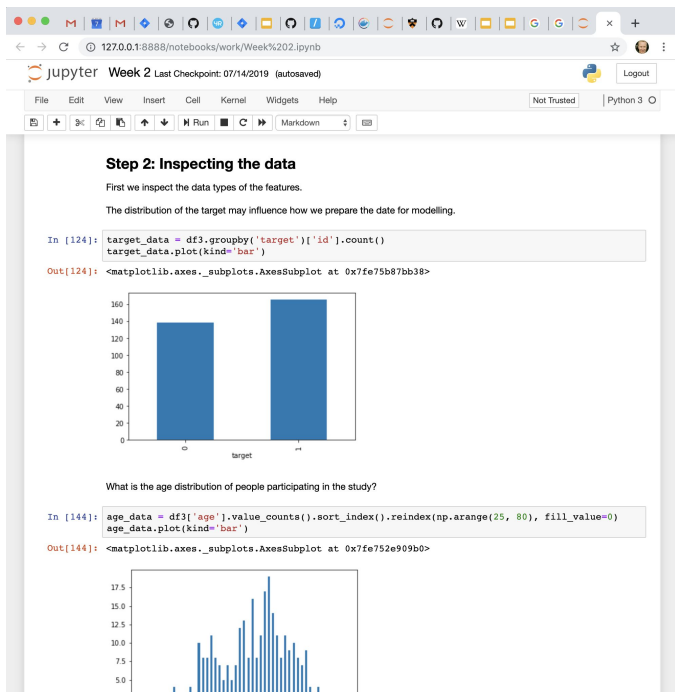 127.0.0.1:8888/notebooks/work/Week%202.ipynb
jupyter Week 2 Last Checkpoint: 07/14/2019 (autosaved)
Logout
File Edit View Insert Cell Kernel Widgets Help Not Trusted Python 3
Run Markdown
Step 2: Inspecting the data
First we inspect the data types of the features.
The distribution of the target may influence how we prepare the date for modelling.
In [124]: target_data = df3.groupby('target')['id'].count()
target_data.plot(kind='bar')
Out[124]: <matplotlib.axes._subplots.AxesSubplot at 0x7fe75b87bb38>
160
140
120
100
80
60
40
20
0
0 1
target
What is the age distribution of people participating in the study?
In [144]: age_data = df3['age'].value_counts().sort_index().reindex(np.arange(25, 80), fill_value=0)
age_data.plot(kind='bar')
Out[144]: <matplotlib.axes._subplots.AxesSubplot at 0x7fe752e909b0>
17.5
15.0
12.5
10.0
7.5
5.0